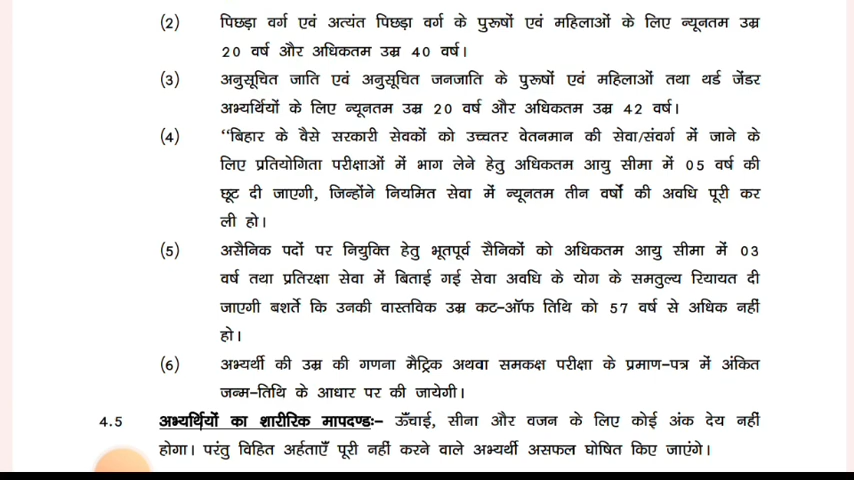 (2) पिछड़ा वर्ग एवं अत्यंत पिछड़ा वर्ग के पुरूषों एवं महिलाओं के लिए न्यूनतम उम्र
20 वर्ष और अधिकतम उम्र 40 वर्ष।
(3) अनुसूचित जाति एवं अनुसूचित जनजाति के पुरूषों एवं महिलाओं तथा थर्ड जेंडर
अभ्यर्थियों के लिए न्यूनतम उम्र 20 वर्ष और अधिकतम उम्र 42 वर्ष।
(4) "बिहार के वैसे सरकारी सेवकों को उच्चतर वेतनमान की सेवा/संवर्ग में जाने के
लिए प्रतियोगिता परीक्षाओं में भाग लेने हेतु अधिकतम आयु सीमा में 05 वर्ष की
छूट दी जाएगी, जिन्होंने नियमित सेवा में न्यूनतम तीन वर्षों की अवधि पूरी कर
ली हो।
(5) असैनिक पदों पर नियुक्ति हेतु भूतपूर्व सैनिकों को अधिकतम आयु सीमा में 03
वर्ष तथा प्रतिरक्षा सेवा में बिताई गई सेवा अवधि के योग के समतुल्य रियायत दी
जाएगी बशर्ते कि उनकी वास्तविक उम्र कट-ऑफ तिथि को 57 वर्ष से अधिक नहीं
हो।
(6) अभ्यर्थी की उम्र की गणना मैट्रिक अथवा समकक्ष परीक्षा के प्रमाण-पत्र में अंकित
जन्म-तिथि के आधार पर की जायेगी।
4.5 अभ्यर्थियों का शारीरिक मापदण्डः- ऊँचाई, सीना और वजन के लिए कोई अंक देय नहीं
होगा। परंतु विहित अर्हताएँ पूरी नहीं करने वाले अभ्यर्थी असफल घोषित किए जाएंगे।